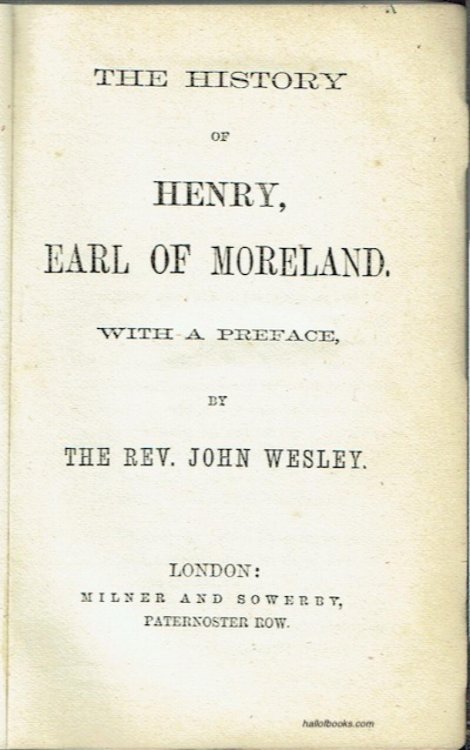 THE HISTORY
OF
HENRY,
EARL OF MORELAND.
WITH A PREFACE,
BY
THE REV. JOHN WESLEY.
LONDON:
MILNER AND SOWERBY,
PATERNOSTER ROW.
hallofbooks.com